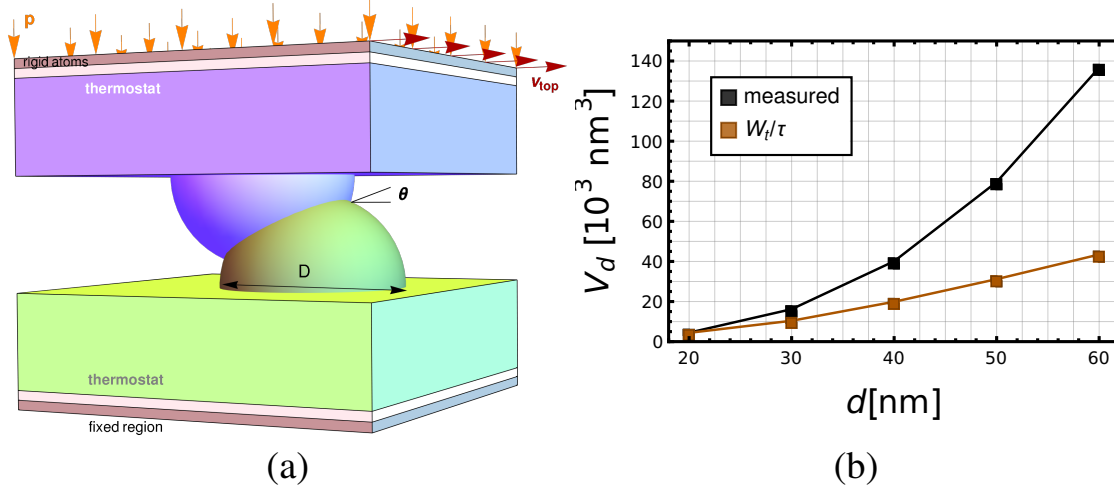 p
rigid atoms
v_top
thermostat
θ
D
thermostat
fixed region
(a)
140
120
100
80
60
40
20
0
V_d [10^3 nm^3]
measured
W_t/τ
20 30 40 50 60
d[nm]
(b)